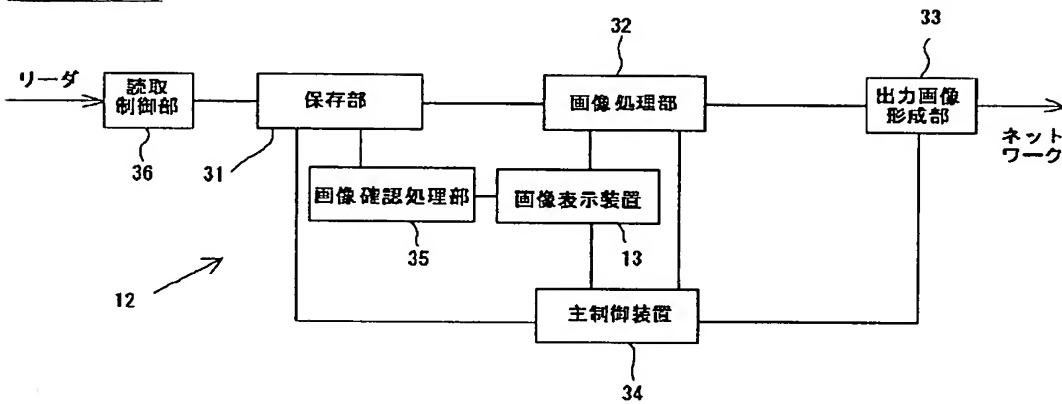 32
33
リーダ
読取
制御部
保存部
画像処理部
出力画像
形成部
ネット
ワーク
36
31
画像確認処理部
画像表示装置
35
13
12
主制御装置
34